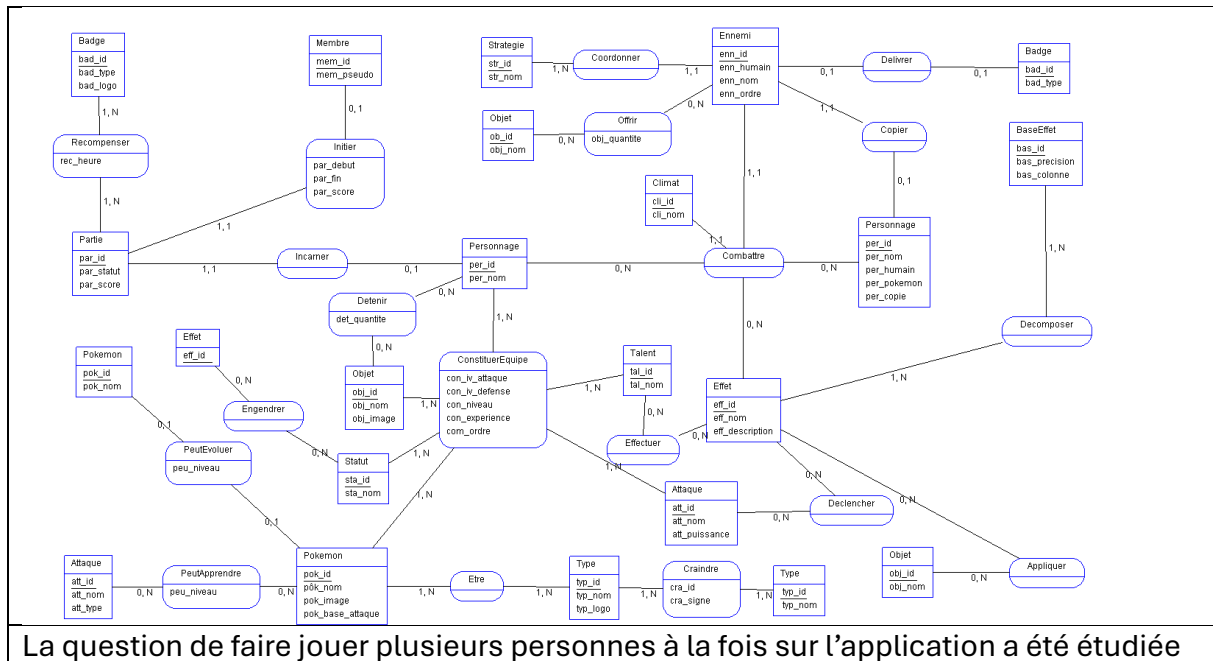 Badge
bad_id
bad_type
bad_logo
Membre
mem_id
mem_pseudo
Strategie
str_id
str_nom
1, N
Coordonner
1, 1
Ennemi
enn_id
enn_humain
enn_nom
enn_ordre
0, 1
Delivrer
0, 1
Badge
bad_id
bad_type
1, N
0, 1
0, N
1, 1
Objet
ob_id
obj_nom
0, N
Offrir
obj_quantite
Copier
BaseEffet
bas_id
bas_precision
bas_colonne
Recompenser
rec_heure
Initier
par_debut
par_fin
par_score
1, 1
0, 1
Climat
cli_id
cli_nom
1, N
1, 1
1, 1
Partie
par_id
par_statut
par_score
1, 1
Incarner
0, 1
Personnage
per_id
per_nom
0, N
Combattre
0, N
Personnage
per_id
per_nom
per_humain
per_pokemon
per_copie
1, N
0, N
Detenir
det_quantite
1, N
0, N
Decomposer
Effet
eff_id
0, N
ConstituerEquipe
con_iv_attaque
con_iv_defense
con_niveau
con_experience
com_ordre
Talent
tal_id
tal_nom
1, N
1, N
Pokemon
pok_id
pok_nom
0, N
Objet
obj_id
obj_nom
obj_image
1, N
0, N
Effet
eff_id
eff_nom
eff_description
Engendrer
0, 1
Effectuer
0, N
PeutEvoluer
peu_niveau
0, N
1, N
Statut
sta_id
sta_nom
1, N
1, N
Attaque
att_id
att_nom
att_puissance
0, N
0, N
Declencher
0, N
0, 1
Attaque
att_id
att_nom
att_type
0, N
PeutApprendre
peu_niveau
0, N
Pokemon
pok_id
pôk_nom
pok_image
pok_base_attaque
1, N
Etre
1, N
Type
typ_id
typ_nom
typ_logo
1, N
Craindre
cra_id
cra_signe
1, N
Type
typ_id
typ_nom
Objet
obj_id
obj_nom
0, N
Appliquer
La question de faire jouer plusieurs personnes à la fois sur l’application a été étudiée